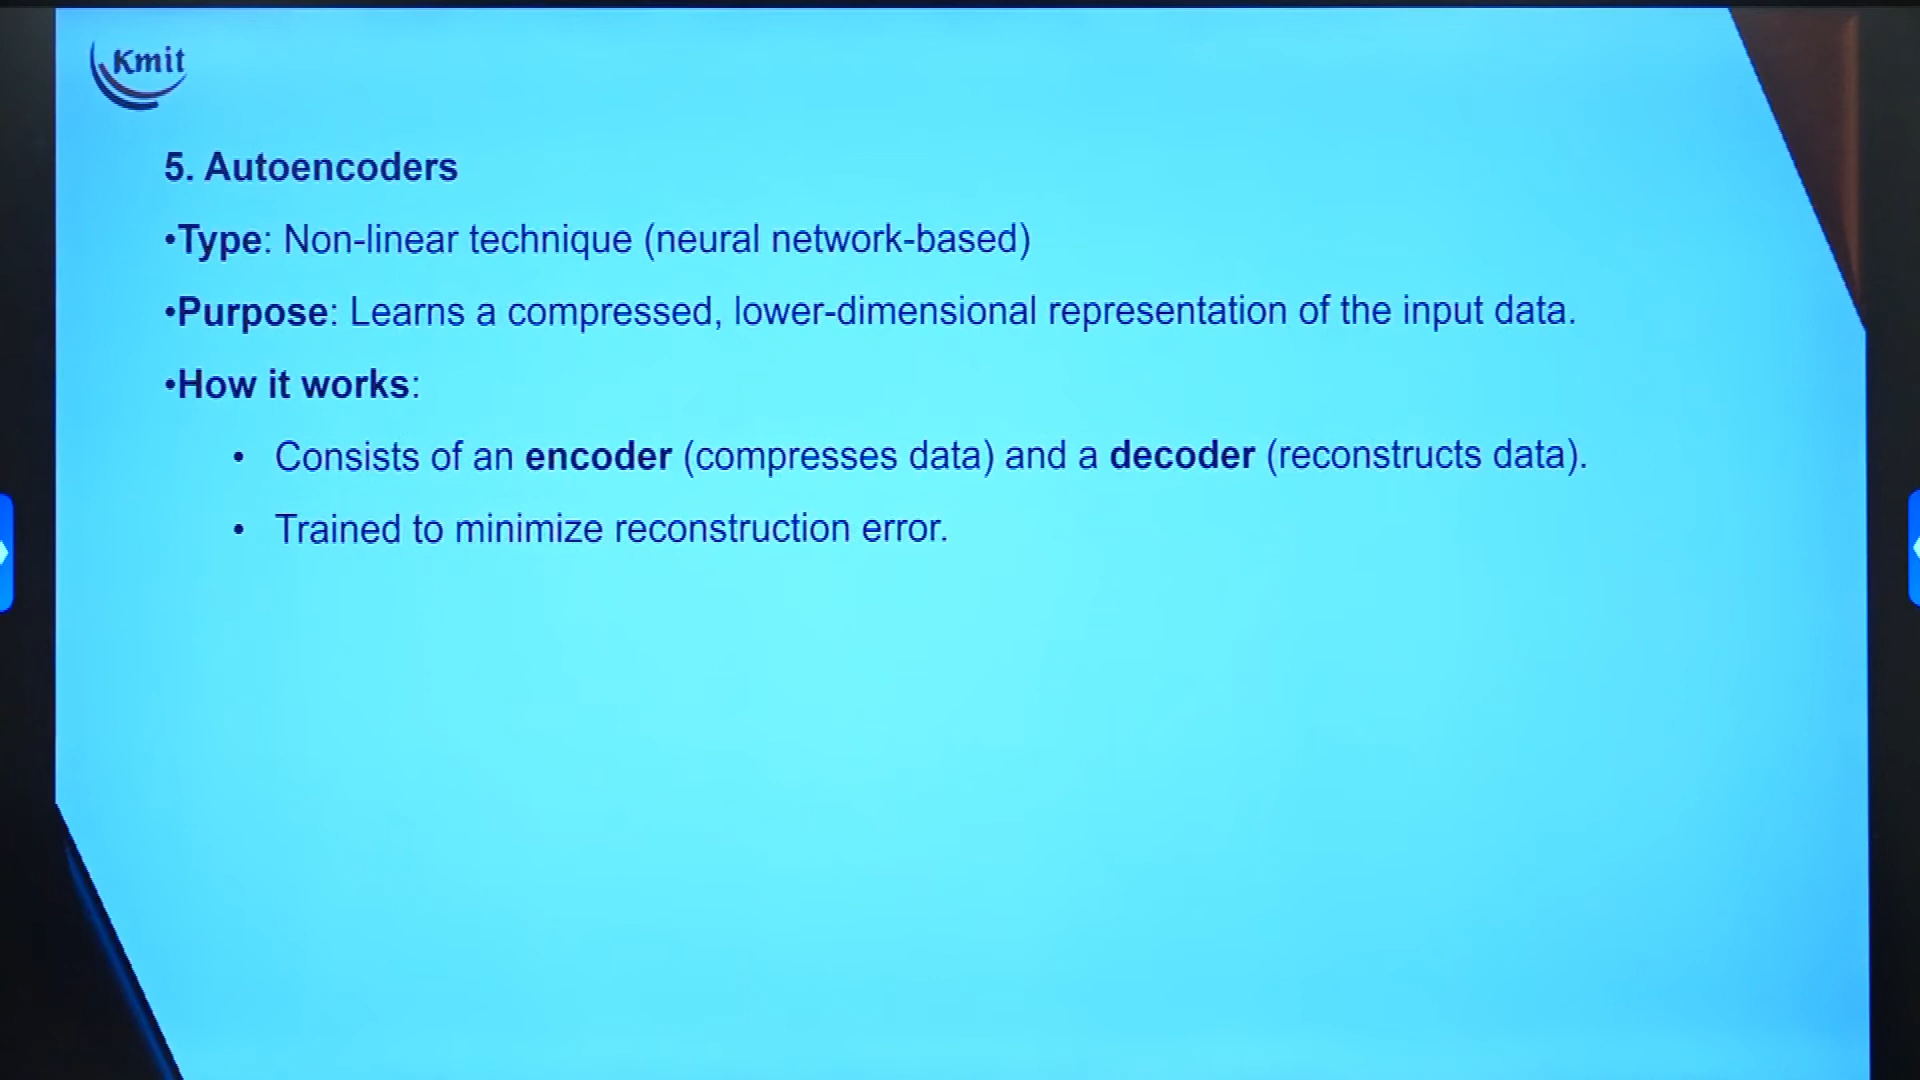 Kmit
5. Autoencoders
•Type: Non-linear technique (neural network-based)
•Purpose: Learns a compressed, lower-dimensional representation of the input data.
•How it works:
• Consists of an encoder (compresses data) and a decoder (reconstructs data).
• Trained to minimize reconstruction error.